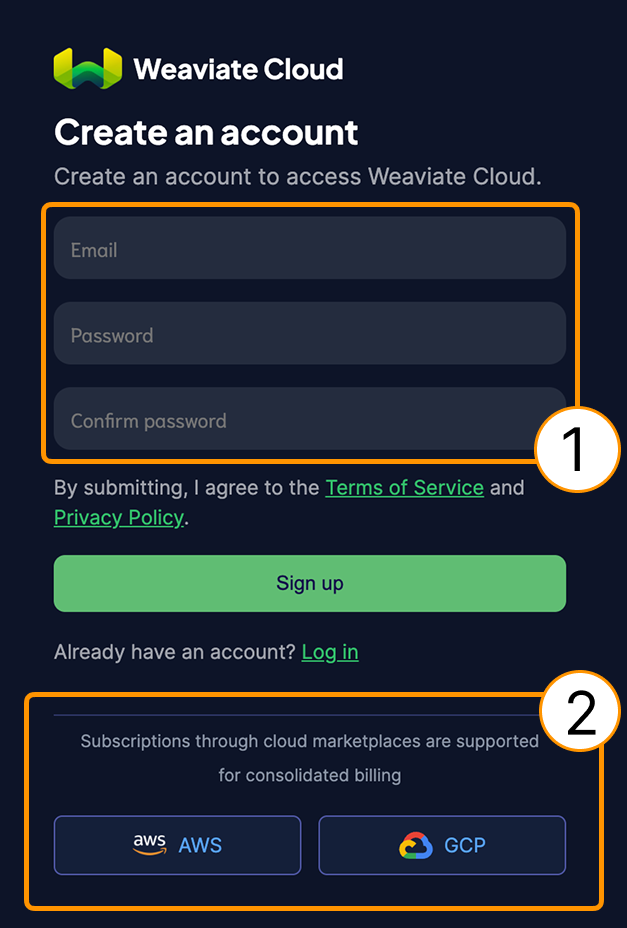 Weaviate Cloud
Create an account
Create an account to access Weaviate Cloud.
Email
Password
Confirm password
1
By submitting, I agree to the Terms of Service and
Privacy Policy.
Sign up
Already have an account? Log in
2
Subscriptions through cloud marketplaces are supported
for consolidated billing
aws AWS
GCP